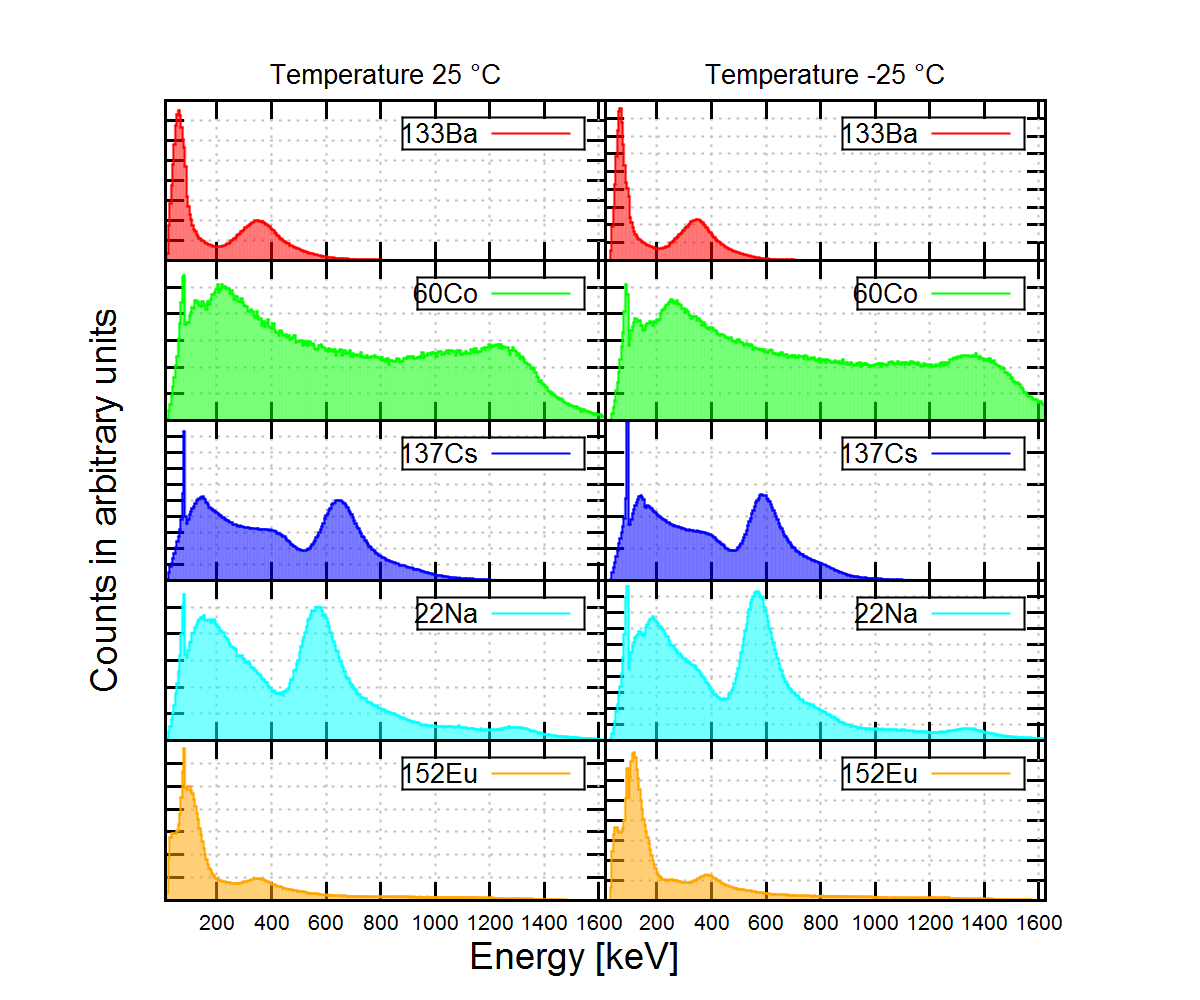 Temperature 25 °C
Temperature -25 °C
133Ba
133Ba
60Co
60Co
137Cs
137Cs
22Na
22Na
152Eu
152Eu
Counts in arbitrary units
200 400 600 800 1000 1200 1400 1600
200 400 600 800 1000 1200 1400 1600
Energy [keV]